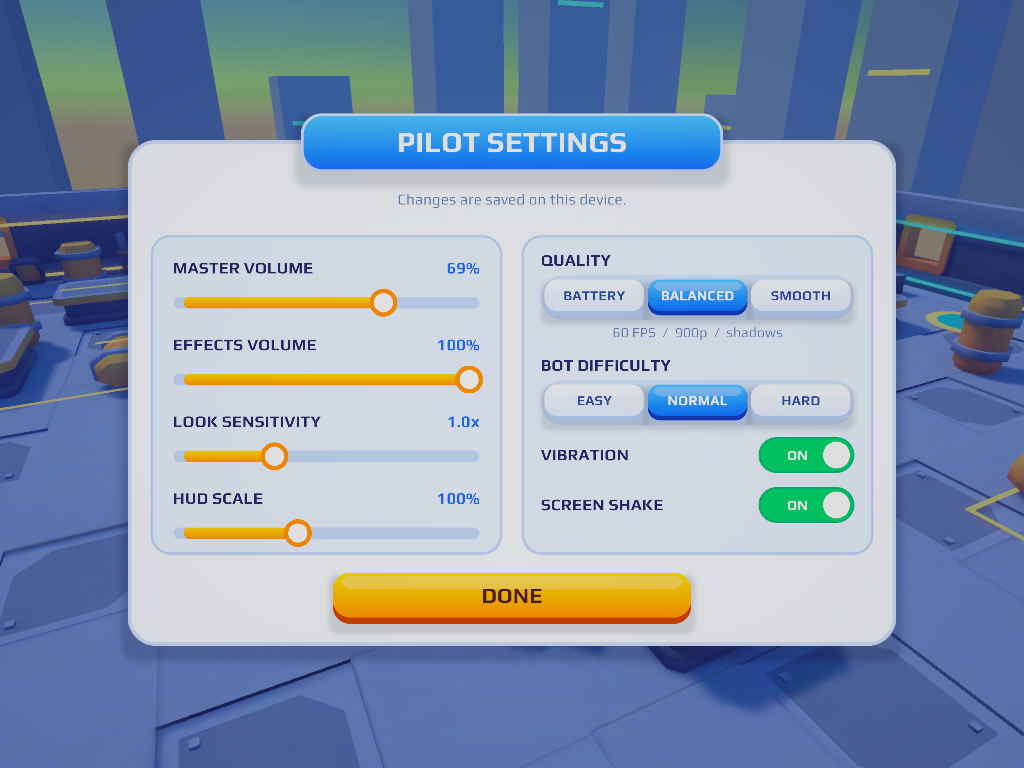 PILOT SETTINGS
Changes are saved on this device.
MASTER VOLUME 69%
EFFECTS VOLUME 100%
LOOK SENSITIVITY 1.0x
HUD SCALE 100%
QUALITY
BATTERY BALANCED SMOOTH
60 FPS / 900p / shadows
BOT DIFFICULTY
EASY NORMAL HARD
VIBRATION ON
SCREEN SHAKE ON
DONE